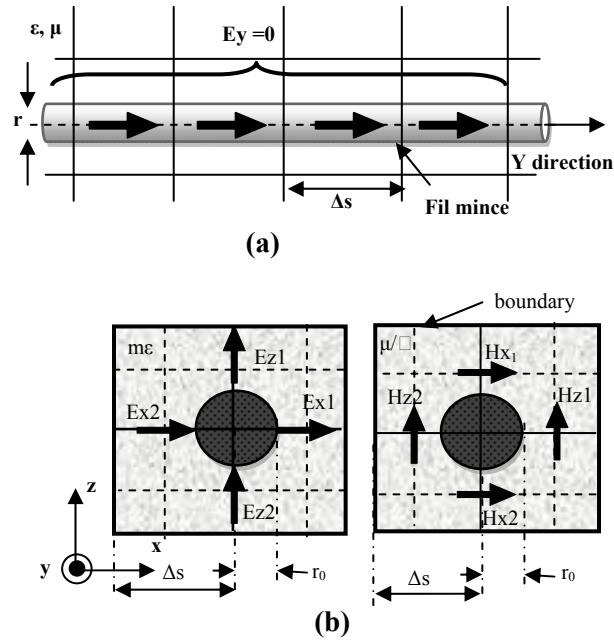 ε, μ
Ey =0
r
Y direction
Δs
Fil mince
(a)
boundary
mε
Ez1
Ex2
Ex1
Ez2
μ/□
Hx₁
Hz2
Hz1
Hx2
z
x
y
Δs
r₀
Δs
r₀
(b)